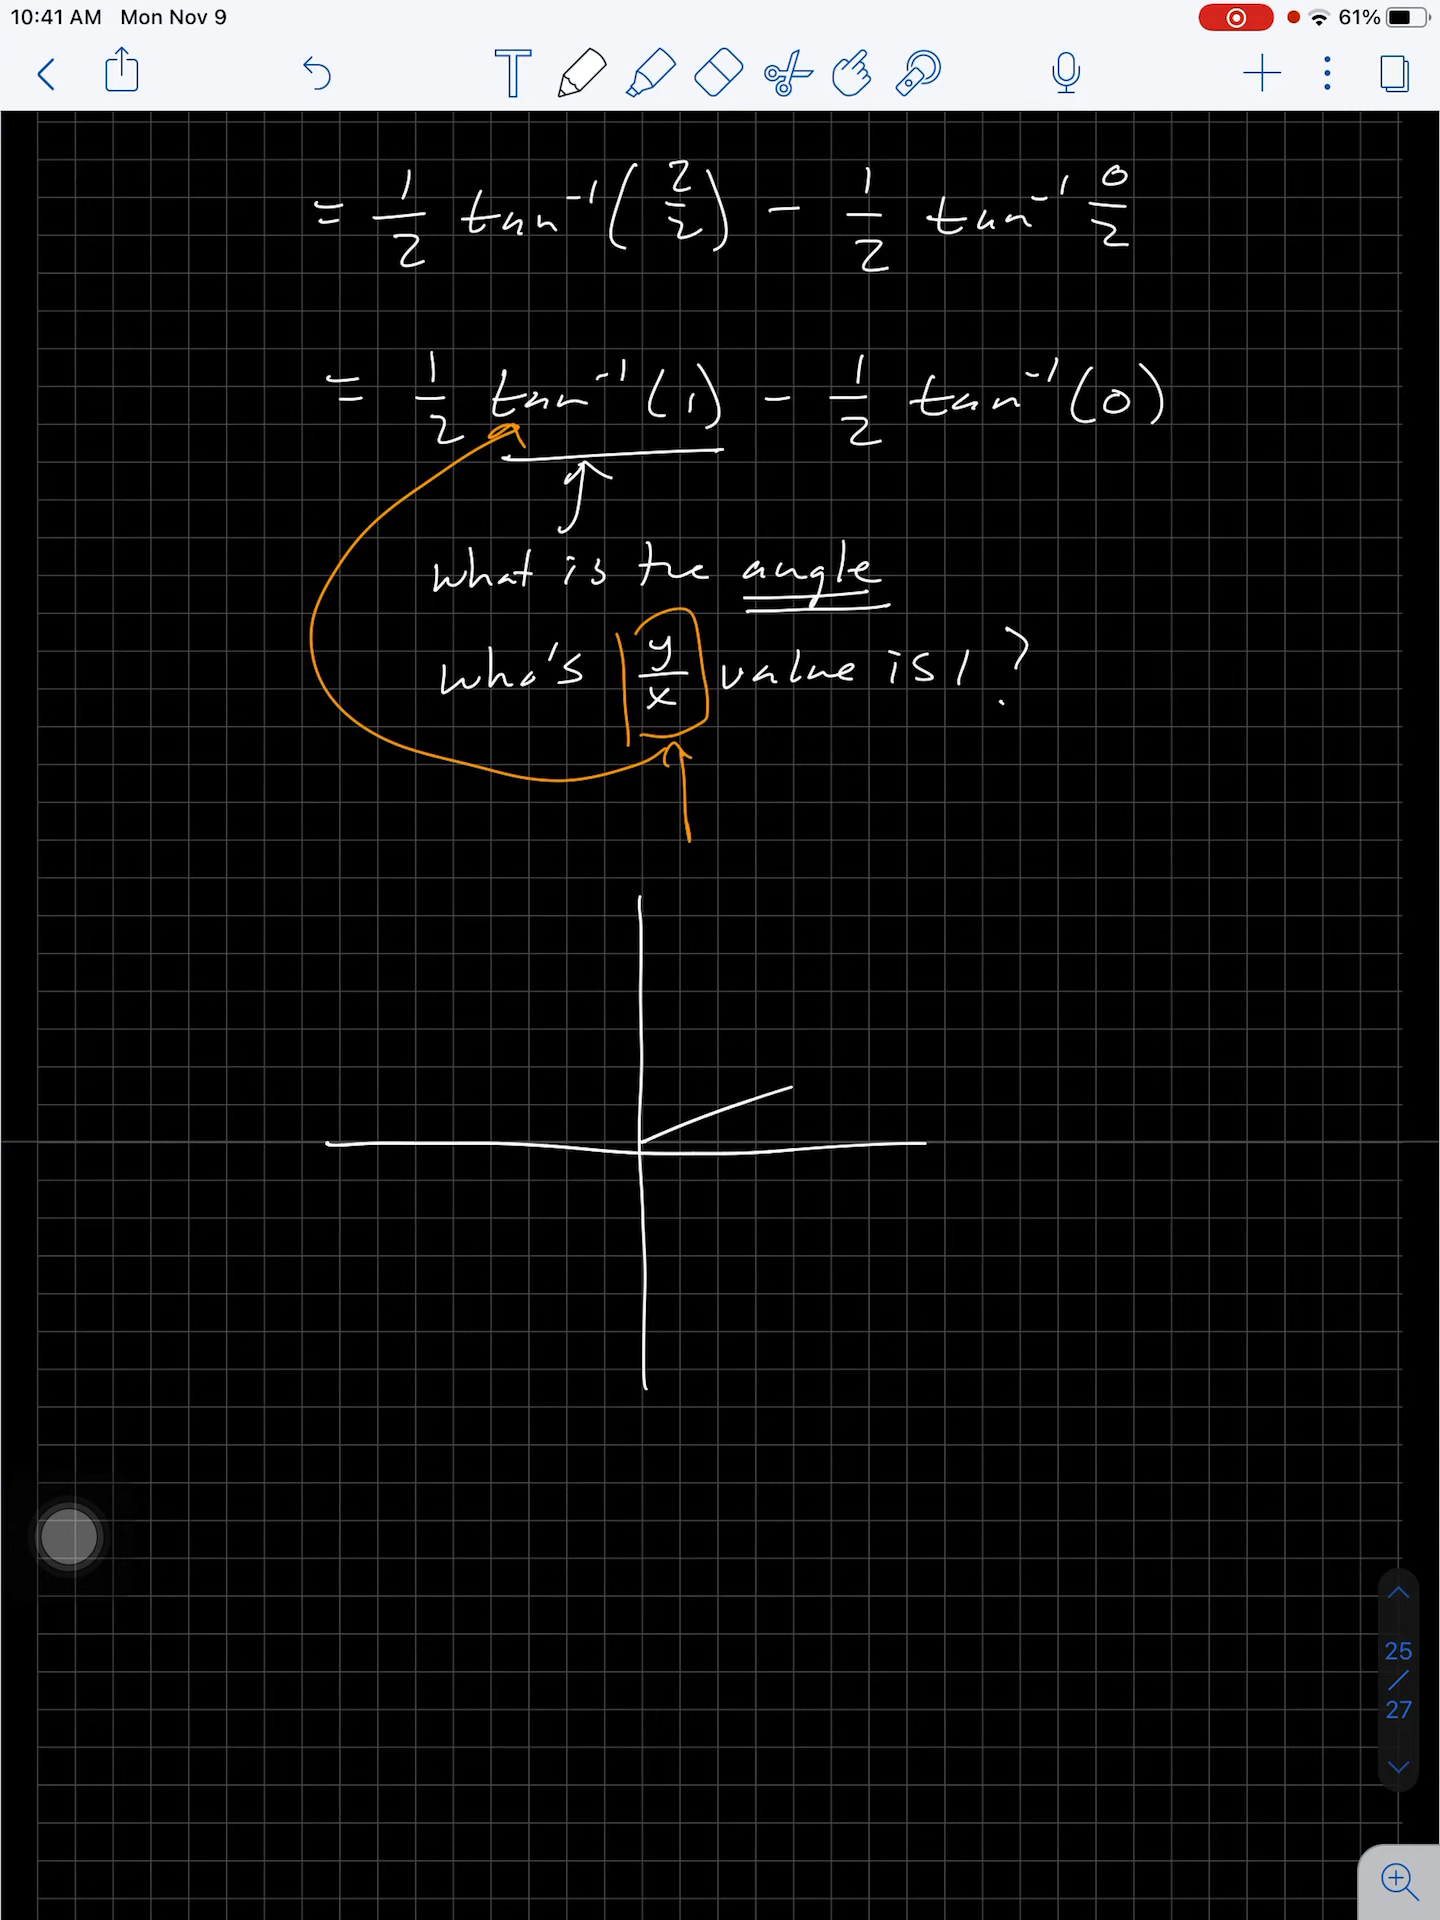 10:41 AM Mon Nov 9 61%
T
= 1/2 tan⁻¹(2/2) - 1/2 tan⁻¹ 0/2
= 1/2 tan⁻¹(1) - 1/2 tan⁻¹(0)
what is the angle
who's y/x value is 1?
25
/
27